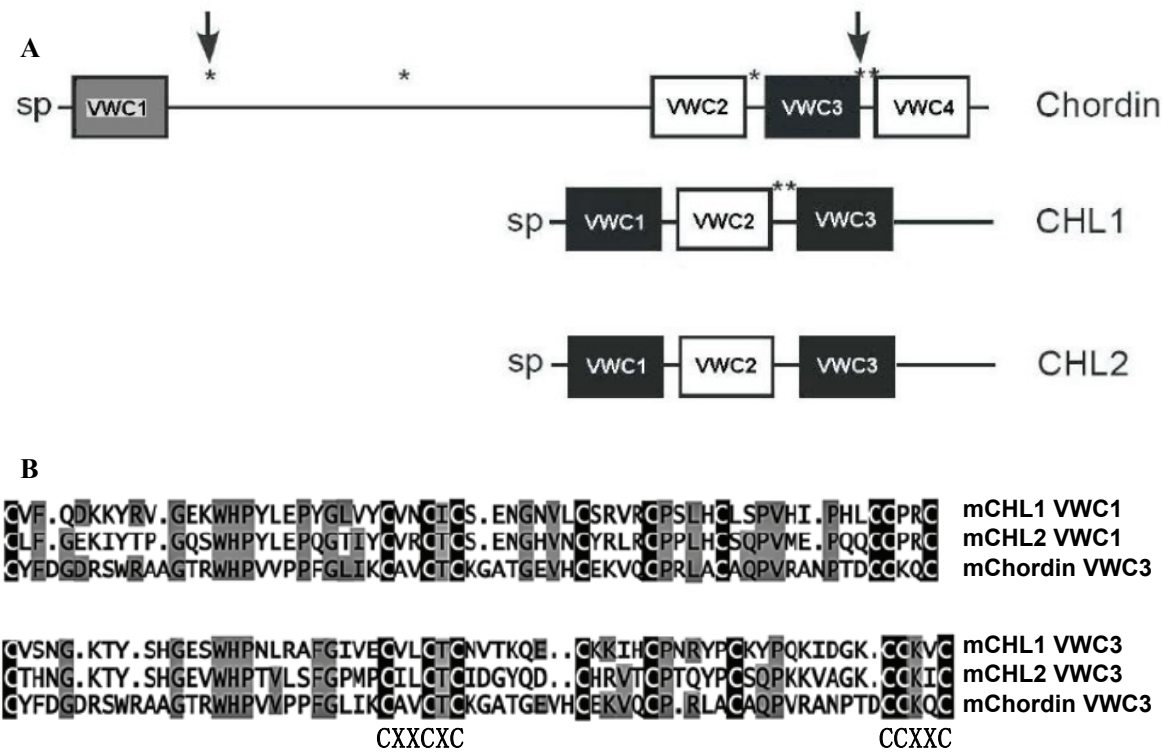 A
* * * **
sp VWC1 VWC2 VWC3 VWC4 Chordin
**
sp VWC1 VWC2 VWC3 CHL1
sp VWC1 VWC2 VWC3 CHL2
B
CVF.QDKKYRV.GEKWHPYLEPYGLVYCVNCICS.ENGNVLCSRVRCPSLHCLSPVHI.PHLCCPRC mCHL1 VWC1
CLF.GEKIYTP.GQSWHPYLEPQGTIYCVRCTCS.ENGHVNCYRLRCPPLHCSQPVME.PQQCCPRC mCHL2 VWC1
CYFDGDRSWRAAGTRWHPVVPPFGLIKCAVCTCKGATGEVHCEKVQCPRLACAQPVRANPTDCCKQC mChordin VWC3
CVSNG.KTY.SHGESWHPNLRAFGIVECVLCTCNVTKQE..CKKIHCPNRYPCKYPQKIDGK.CCKVC mCHL1 VWC3
CTHNG.KTY.SHGEVWHPTVLSFGPMPCILCTCIDGYQD..CHRVTCPTQYPCSQPKKVAGK.CCKIC mCHL2 VWC3
CYFDGDRSWRAAGTRWHPVVPPFGLIKCAVCTCKGATGEVHCEKVQCP.RLACAQPVRANPTDCCKQC mChordin VWC3
CXXCXC CCXXC